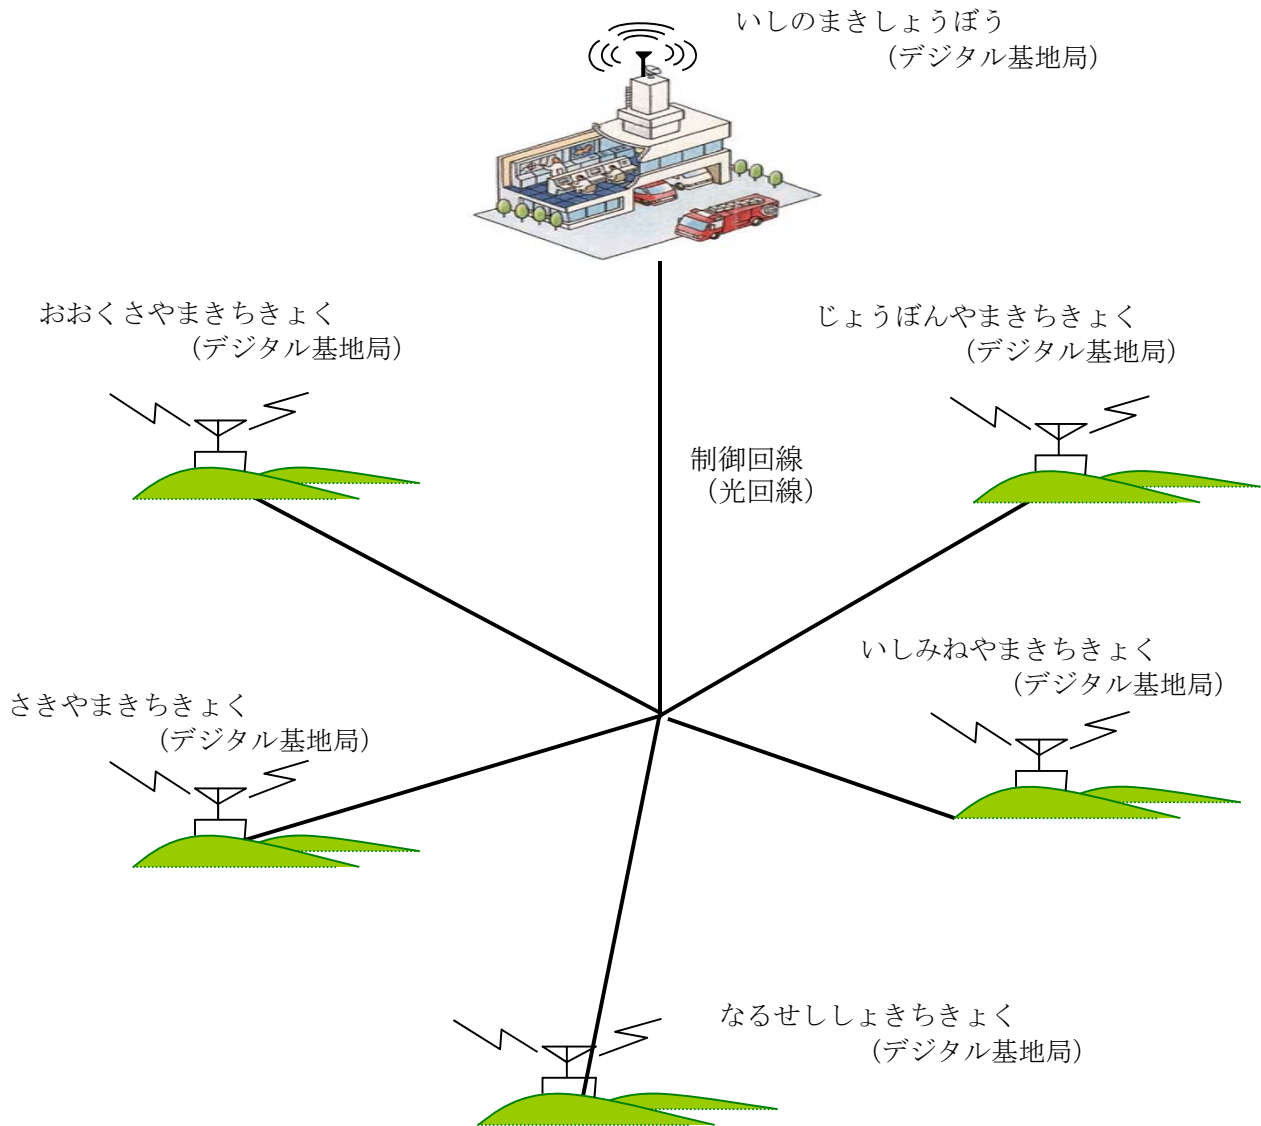 いしのまきしょうぼう
（デジタル基地局）
おおくさやまきちきょく
（デジタル基地局）
じょうぼんやまきちきょく
（デジタル基地局）
制御回線
（光回線）
いしみねやまきちきょく
（デジタル基地局）
さきやまきちきょく
（デジタル基地局）
なるせししょきちきょく
（デジタル基地局）